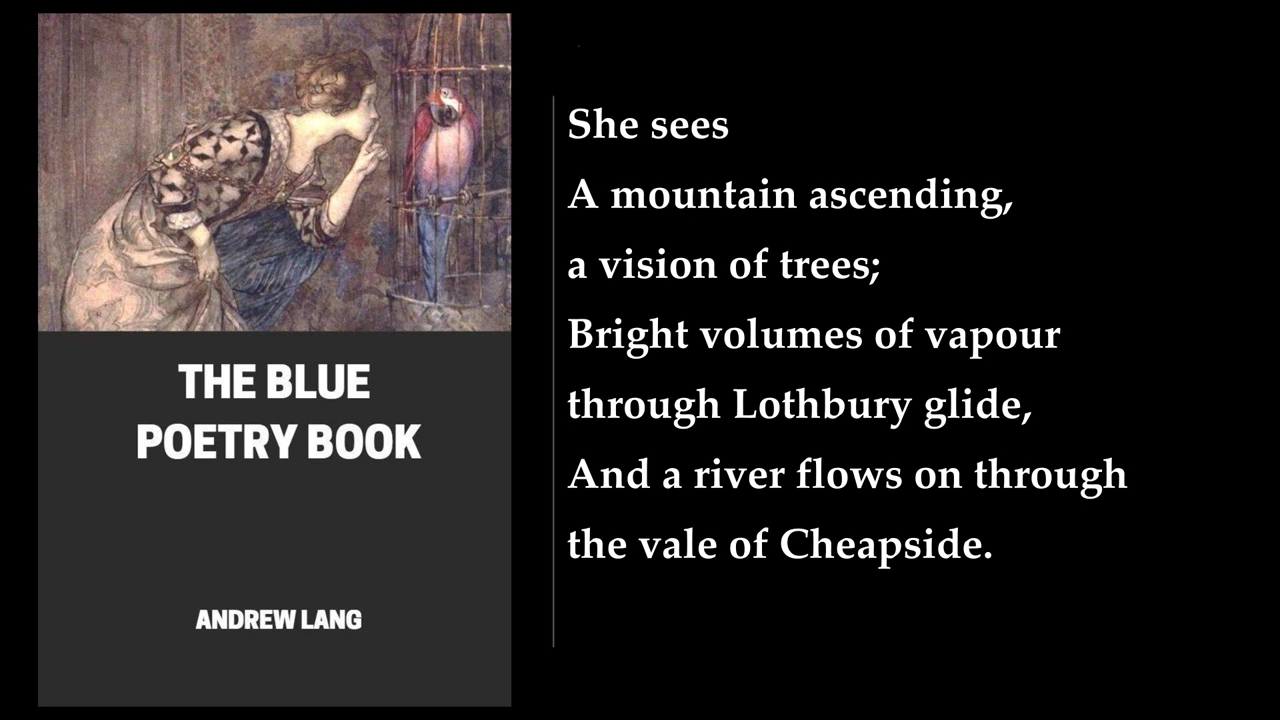 THE BLUE
POETRY BOOK
ANDREW LANG
She sees
A mountain ascending,
a vision of trees;
Bright volumes of vapour
through Lothbury glide,
And a river flows on through
the vale of Cheapside.